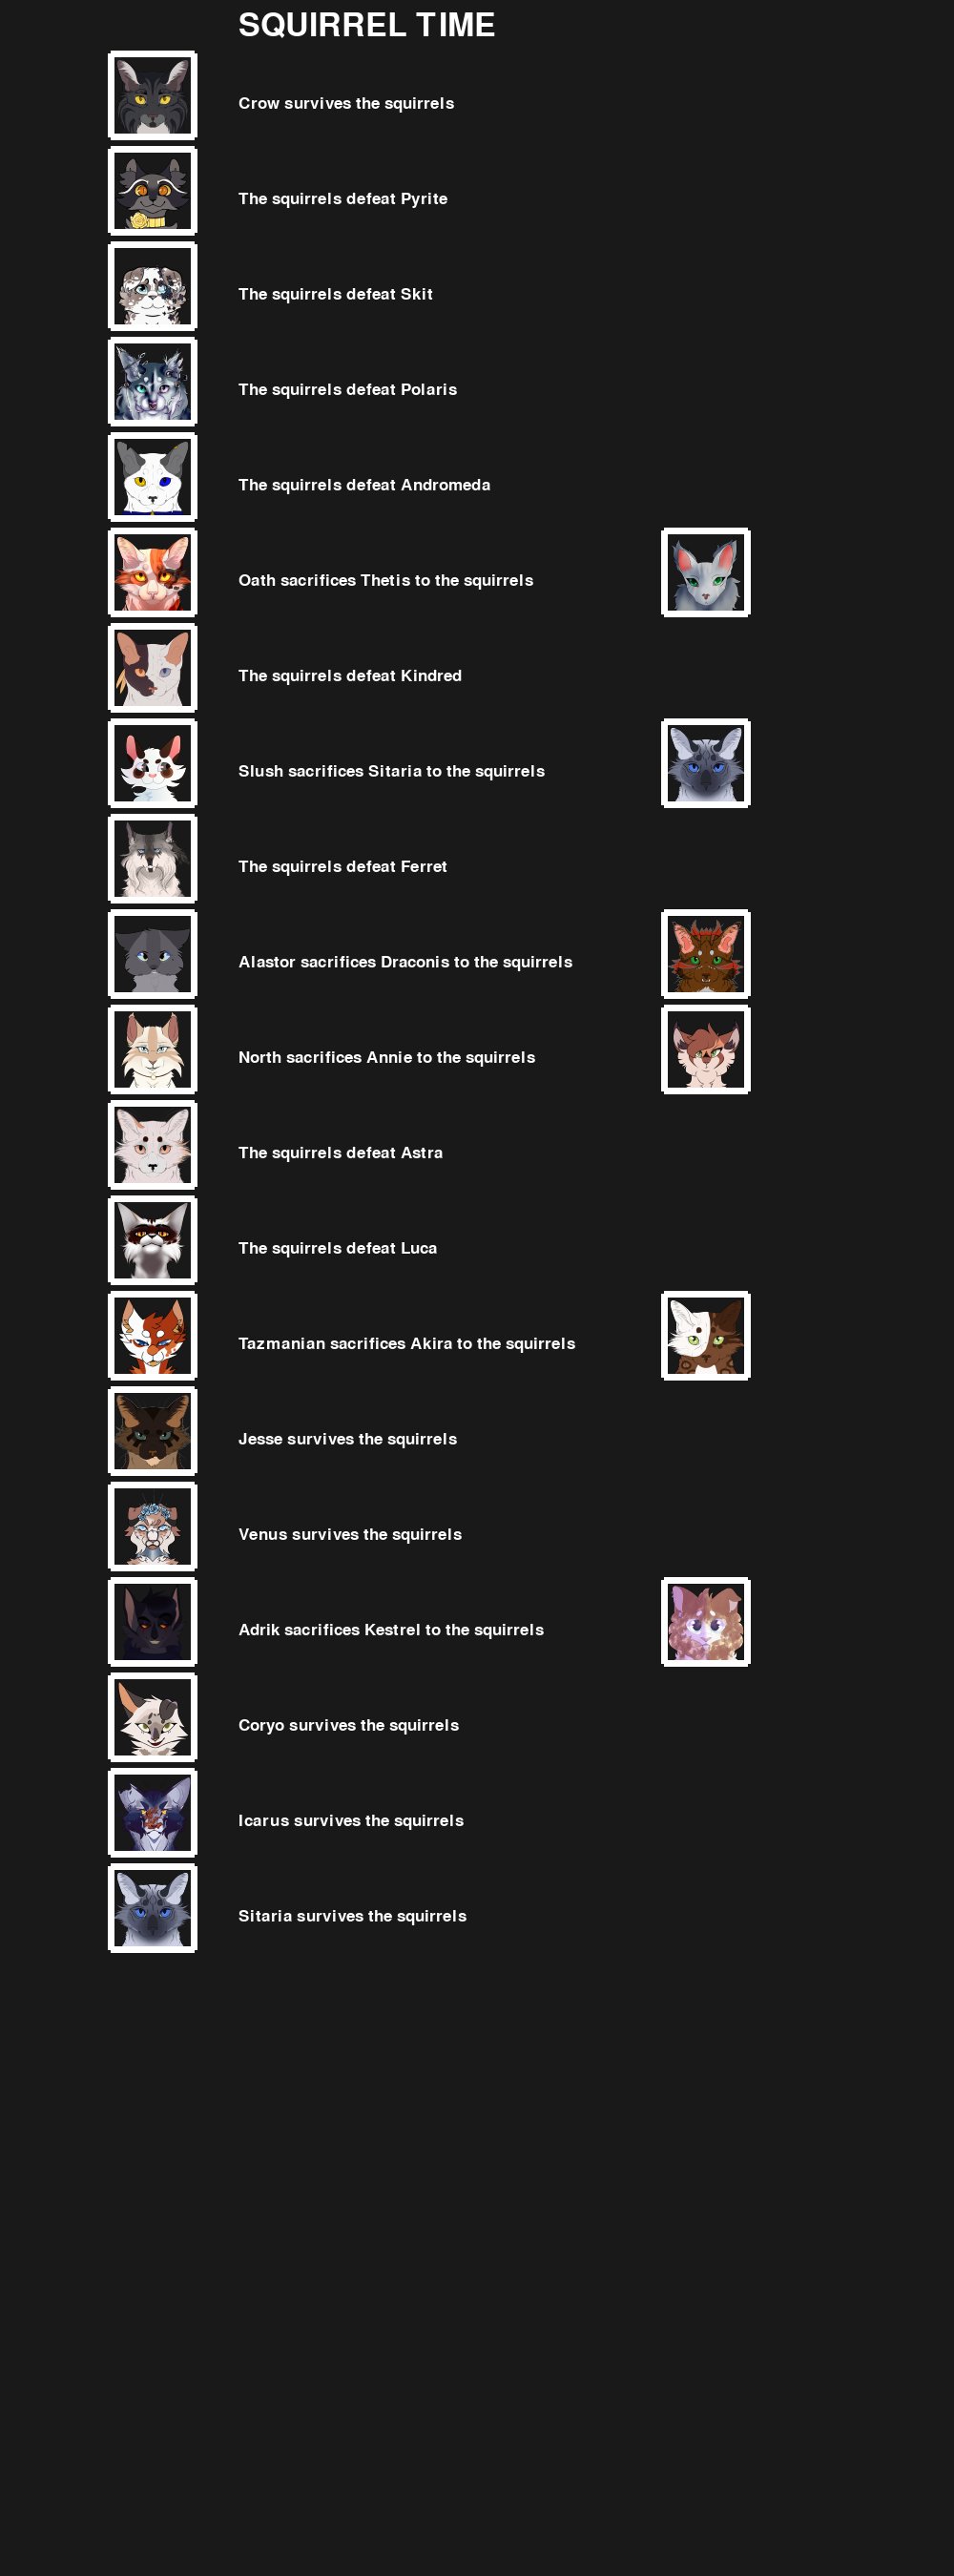 SQUIRREL TIME
Crow survives the squirrels
The squirrels defeat Pyrite
The squirrels defeat Skit
The squirrels defeat Polaris
The squirrels defeat Andromeda
Oath sacrifices Thetis to the squirrels
The squirrels defeat Kindred
Slush sacrifices Sitaria to the squirrels
The squirrels defeat Ferret
Alastor sacrifices Draconis to the squirrels
North sacrifices Annie to the squirrels
The squirrels defeat Astra
The squirrels defeat Luca
Tazmanian sacrifices Akira to the squirrels
Jesse survives the squirrels
Venus survives the squirrels
Adrik sacrifices Kestrel to the squirrels
Coryo survives the squirrels
Icarus survives the squirrels
Sitaria survives the squirrels